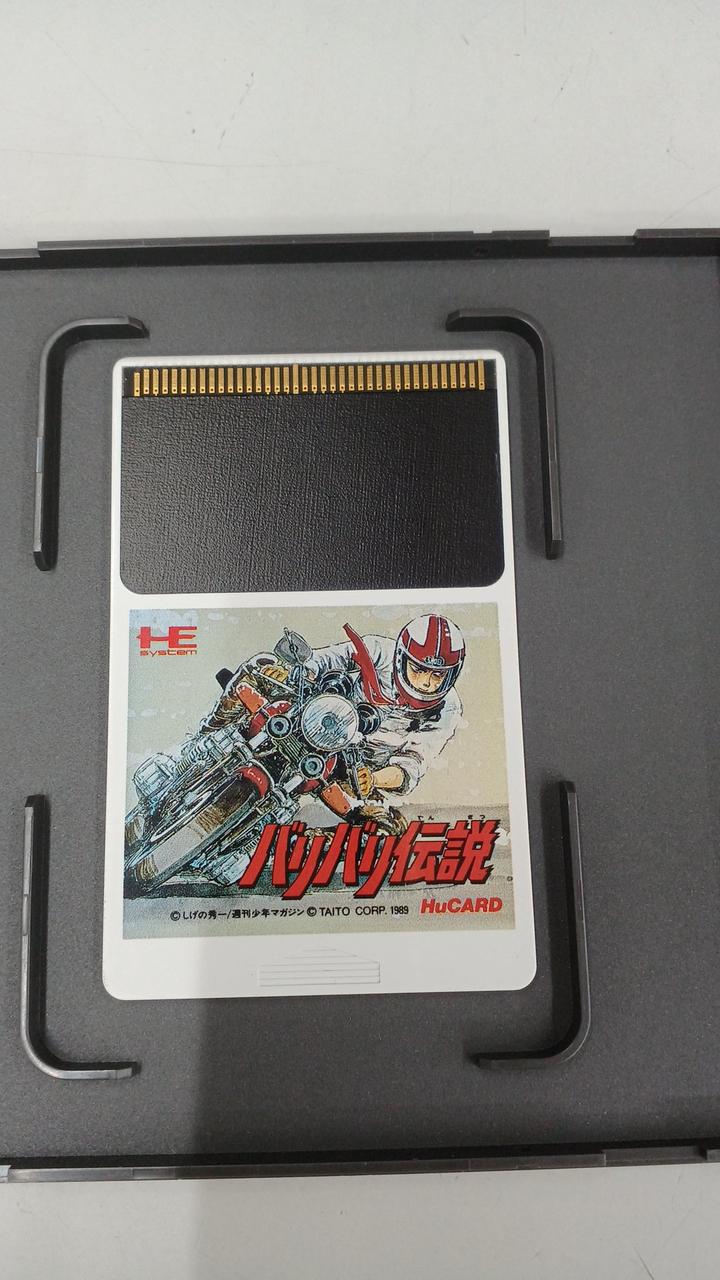 HE
system
でん せつ
バリバリ伝説
©しげの秀一/週刊少年マガジン © TAITO CORP. 1989
HuCARD